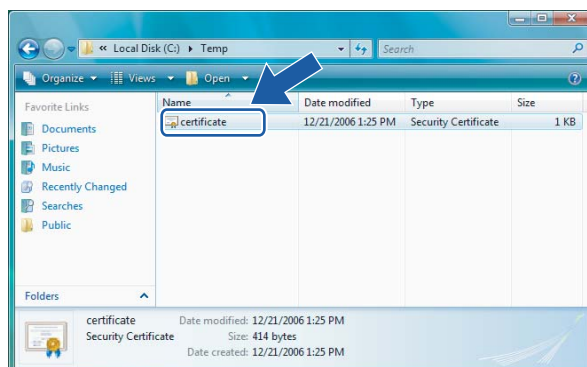 « Local Disk (C:) ▸ Temp Search
Organize Views Open
Favorite Links
Documents
Pictures
Music
Recently Changed
Searches
Public
Folders
Name Date modified Type Size
certificate 12/21/2006 1:25 PM Security Certificate 1 KB
certificate Date modified: 12/21/2006 1:25 PM
Security Certificate Size: 414 bytes
Date created: 12/21/2006 1:25 PM